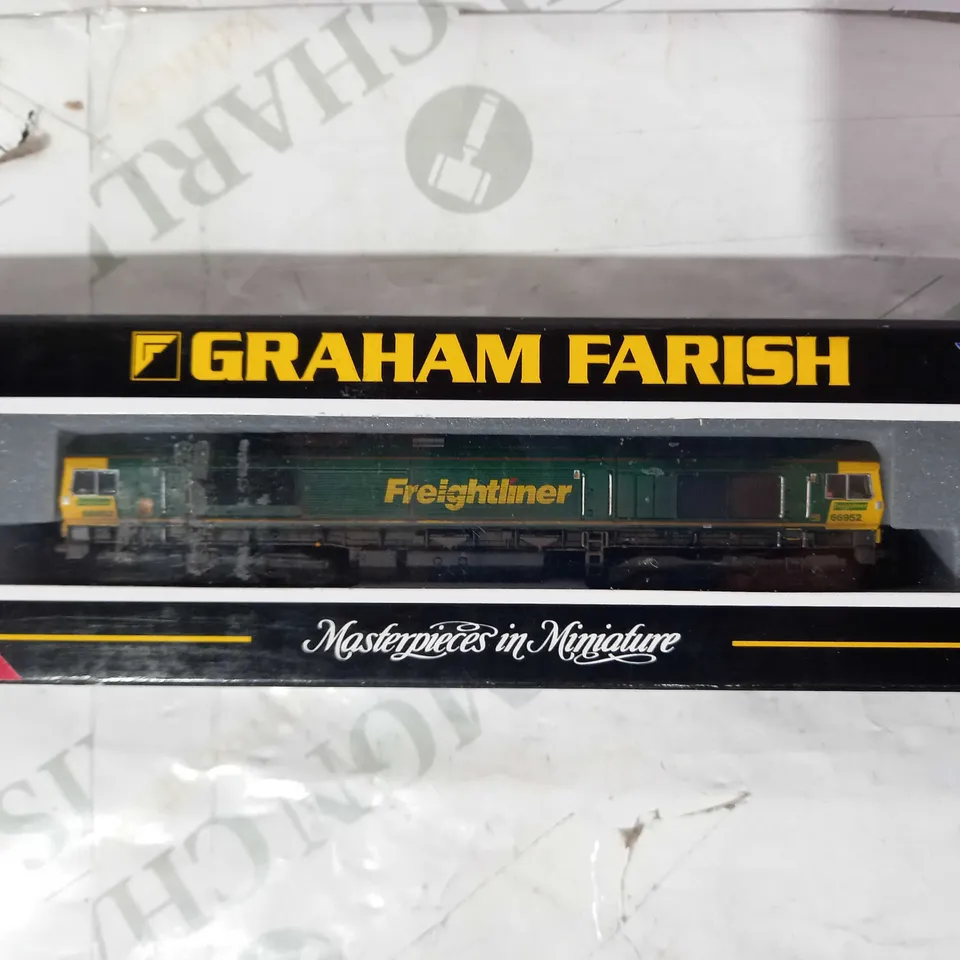 GRAHAM FARISH
Freightliner
66952
Masterpieces in Miniature